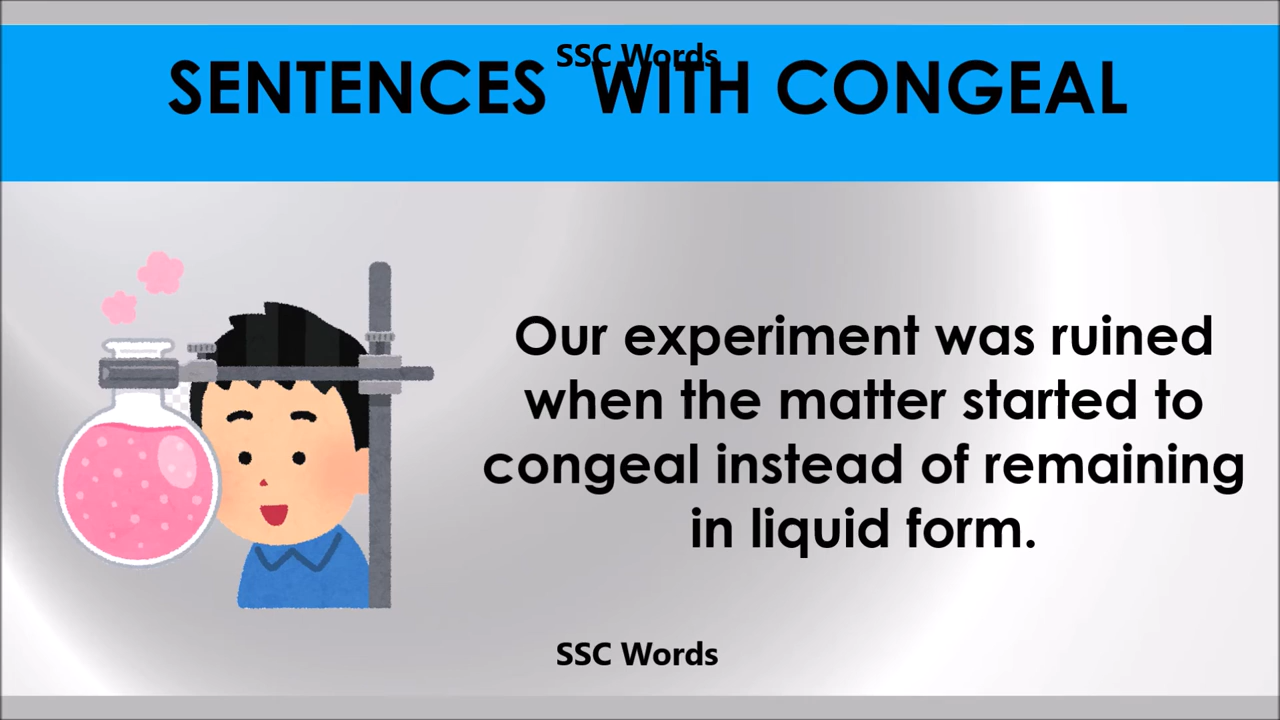 SSC Words
SENTENCES WITH CONGEAL
Our experiment was ruined
when the matter started to
congeal instead of remaining
in liquid form.
SSC Words